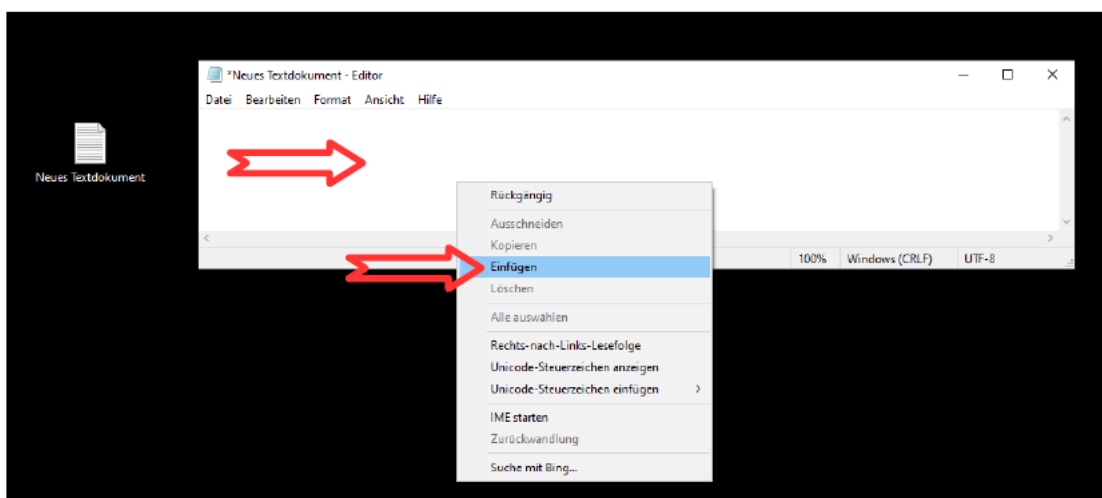 *Neues Textdokument - Editor
Datei Bearbeiten Format Ansicht Hilfe
Neues Textdokument
Rückgängig
Ausschneiden
Kopieren
Einfügen
Löschen
Alle auswählen
Rechts-nach-Links-Lesefolge
Unicode-Steuerzeichen anzeigen
Unicode-Steuerzeichen einfügen
IME starten
Zurückwandlung
Suche mit Bing...
100% Windows (CRLF) UTF-8